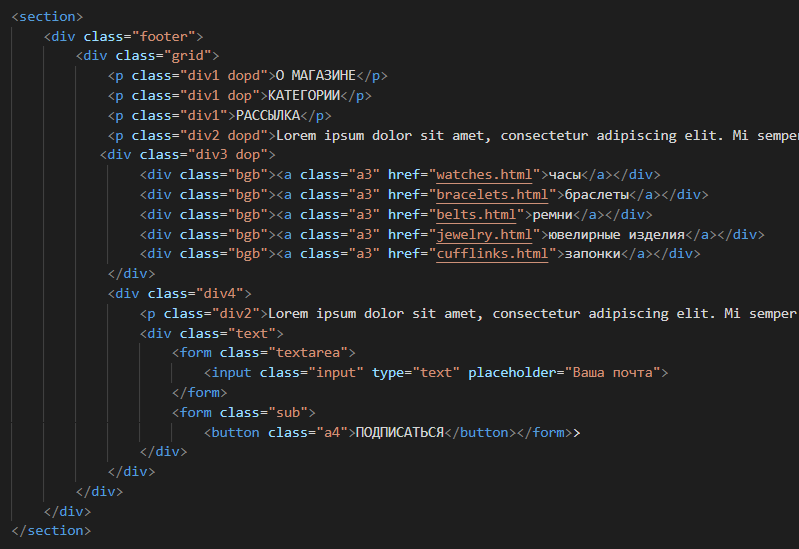 <section>
<div class="footer">
<div class="grid">
<p class="div1 dopd">О МАГАЗИНЕ</p>
<p class="div1 dop">КАТЕГОРИИ</p>
<p class="div1">РАССЫЛКА</p>
<p class="div2 dopd">Lorem ipsum dolor sit amet, consectetur adipiscing elit. Mi semper
<div class="div3 dop">
<div class="bgb"><a class="a3" href="watches.html">часы</a></div>
<div class="bgb"><a class="a3" href="bracelets.html">браслеты</a></div>
<div class="bgb"><a class="a3" href="belts.html">ремни</a></div>
<div class="bgb"><a class="a3" href="jewelry.html">ювелирные изделия</a></div>
<div class="bgb"><a class="a3" href="cufflinks.html">запонки</a></div>
</div>
<div class="div4">
<p class="div2">Lorem ipsum dolor sit amet, consectetur adipiscing elit. Mi semper
<div class="text">
<form class="textarea">
<input class="input" type="text" placeholder="Ваша почта">
</form>
<form class="sub">
<button class="a4">ПОДПИСАТЬСЯ</button></form>>
</div>
</div>
</div>
</div>
</section>